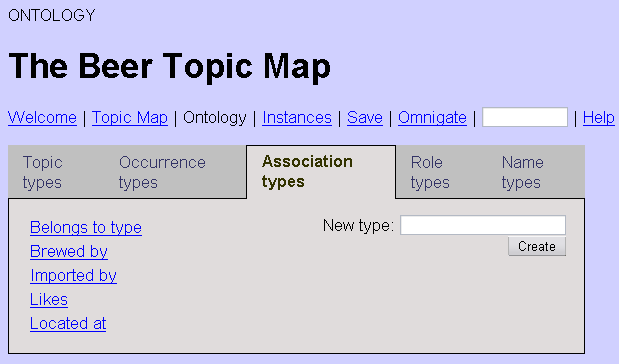 ONTOLOGY
The Beer Topic Map
Welcome | Topic Map | Ontology | Instances | Save | Omnigate | | Help
Topic types
Occurrence types
Association types
Role types
Name types
Belongs to type
Brewed by
Imported by
Likes
Located at
New type:
Create